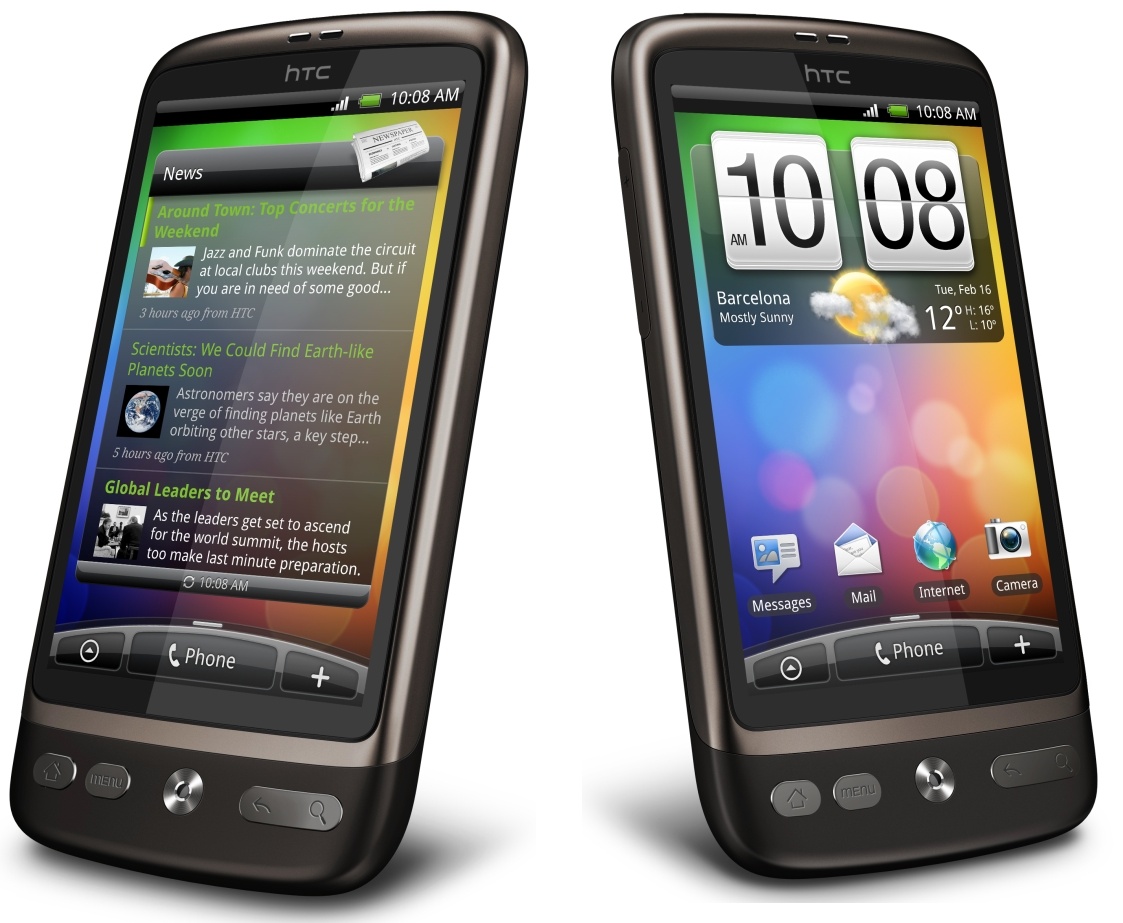 hTC
10:08 AM
NEWSPAPER
News
Around Town: Top Concerts for the
Weekend
Jazz and Funk dominate the circuit
at local clubs this weekend. But if
you are in need of some good...
3 hours ago from HTC
Scientists: We Could Find Earth-like
Planets Soon
Astronomers say they are on the
verge of finding planets like Earth
orbiting other stars, a key step...
5 hours ago from HTC
Global Leaders to Meet
As the leaders get set to ascend
for the world summit, the hosts
too make last minute preparation.
10:08 AM
Phone
+
MENU
hTC
10:08 AM
10 08
AM
Barcelona
Mostly Sunny
Tue, Feb 16
12° H: 16°
L: 10°
Messages
Mail
Internet
Camera
Phone
+
MENU